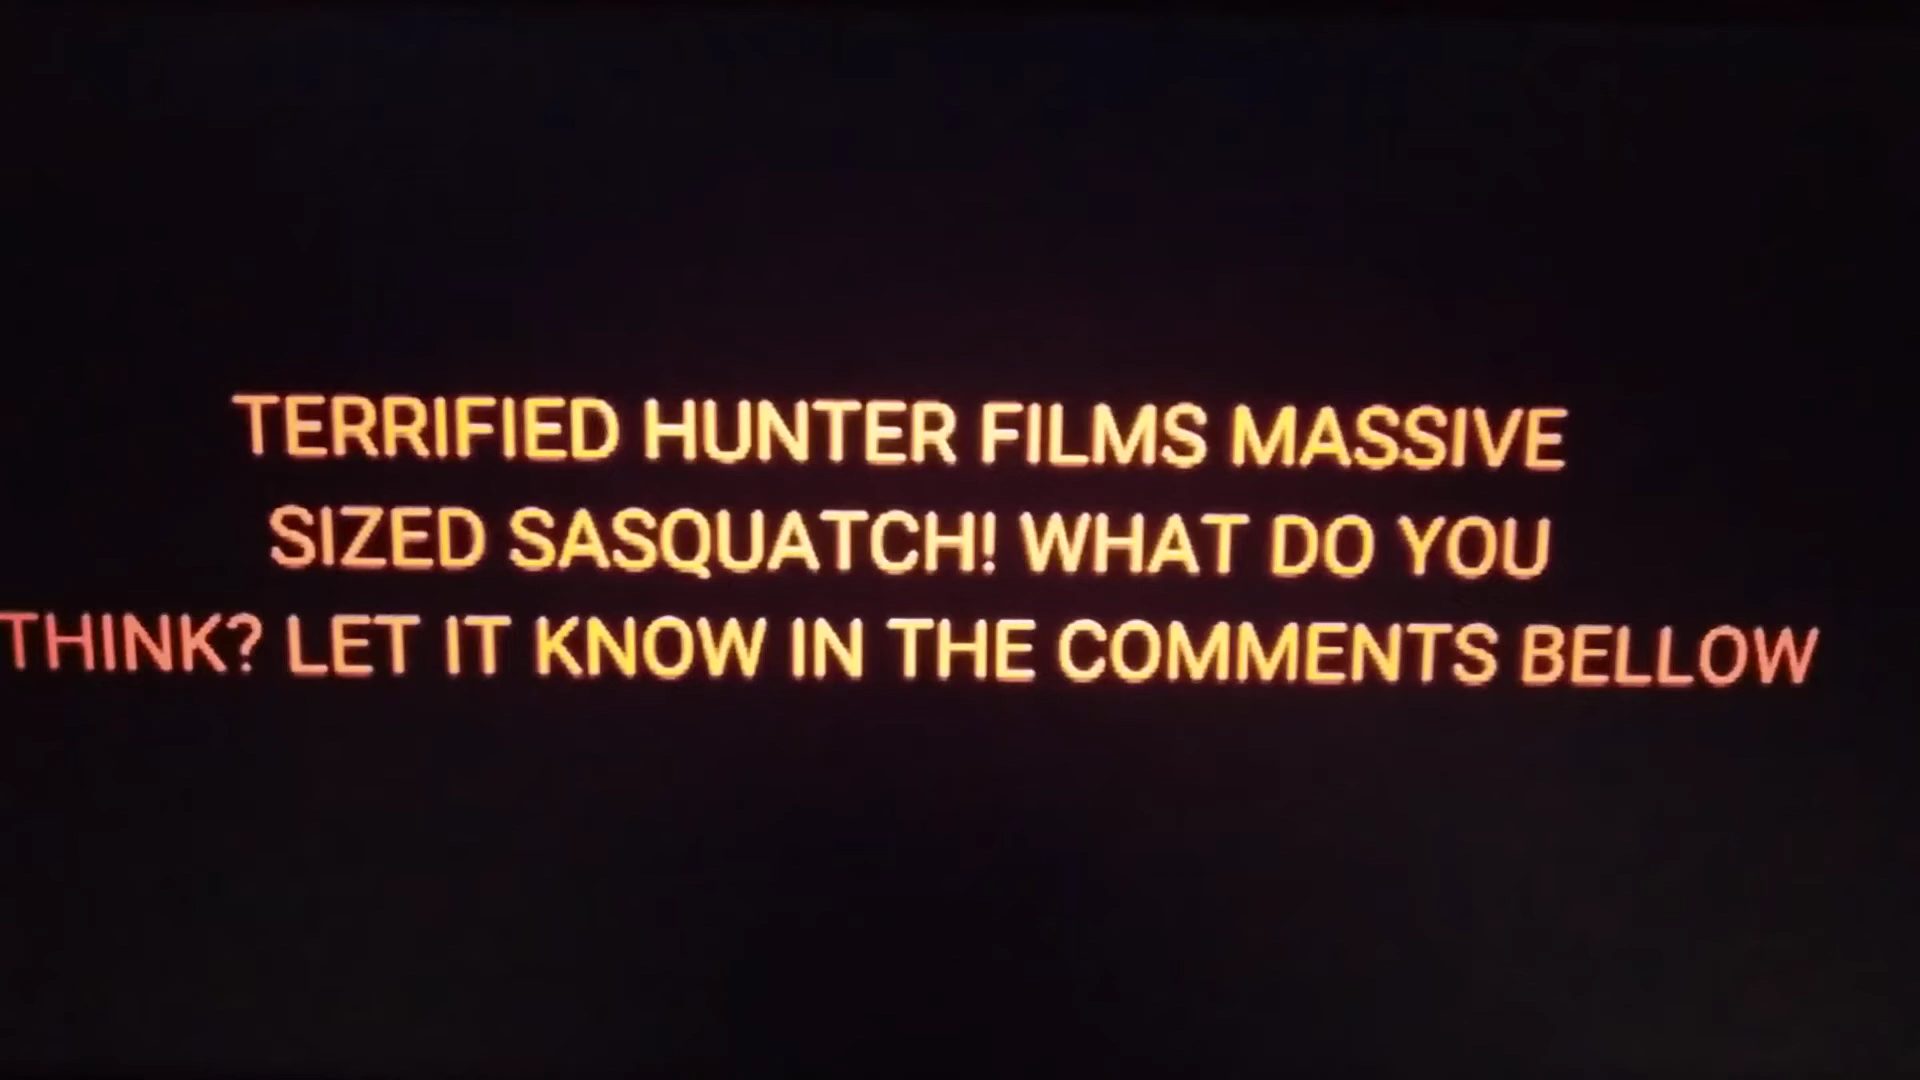 TERRIFIED HUNTER FILMS MASSIVE
SIZED SASQUATCH! WHAT DO YOU
THINK? LET IT KNOW IN THE COMMENTS BELLOW